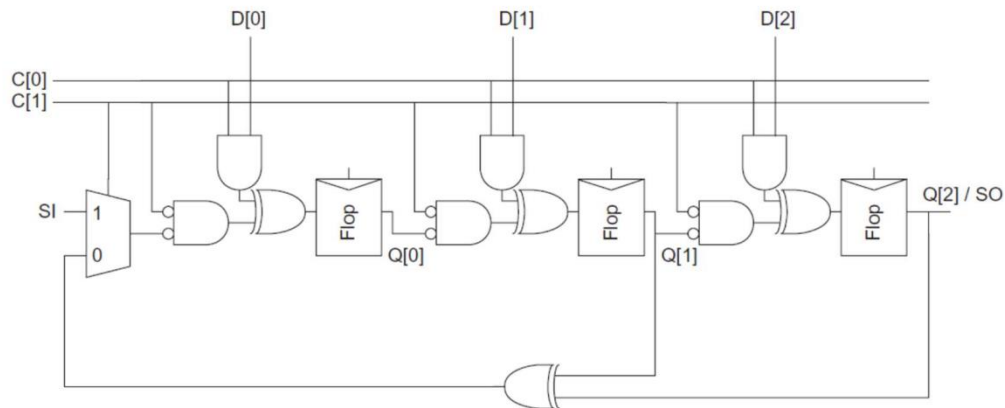 D[0] D[1] D[2]
C[0]
C[1]
SI
1
0
Flop
Q[0]
Flop
Q[1]
Flop
Q[2] / SO